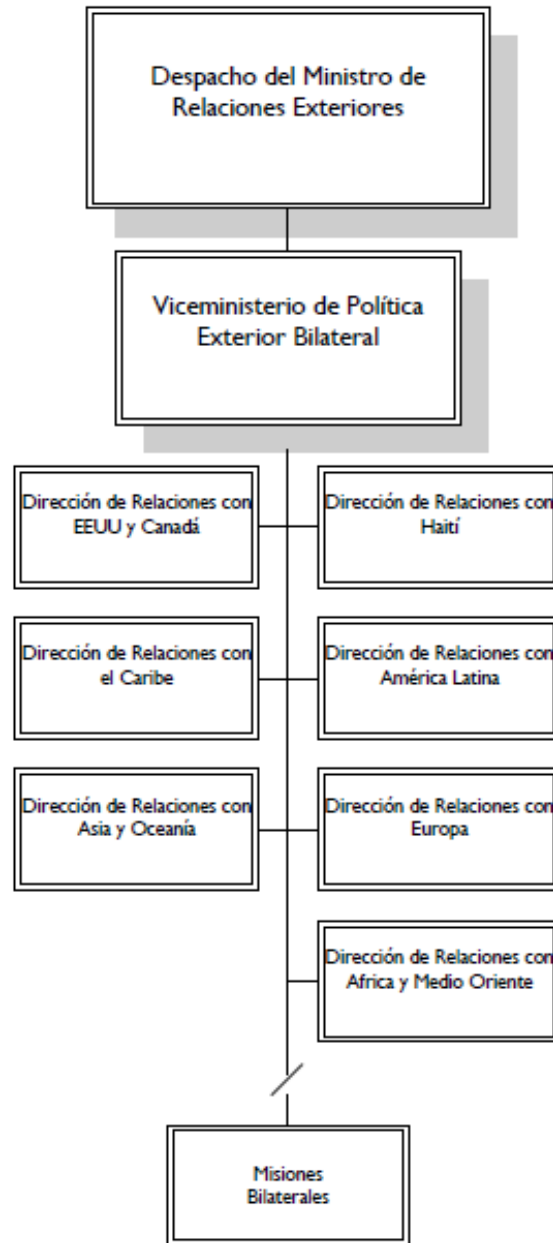 Despacho del Ministro de
Relaciones Exteriores
Viceministerio de Política
Exterior Bilateral
Dirección de Relaciones con
EEUU y Canadá
Dirección de Relaciones con
Haití
Dirección de Relaciones con
el Caribe
Dirección de Relaciones con
América Latina
Dirección de Relaciones con
Asia y Oceanía
Dirección de Relaciones con
Europa
Dirección de Relaciones con
Africa y Medio Oriente
Misiones
Bilaterales